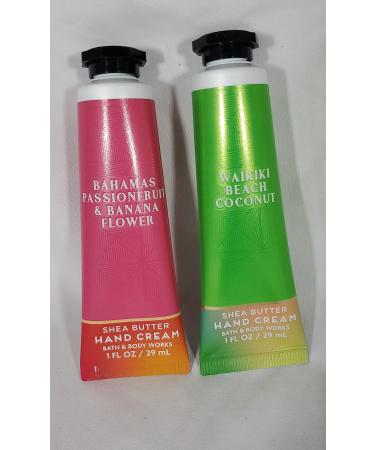 BAHAMAS
PASSIONFRUIT
& BANANA
FLOWER
SHEA BUTTER
HAND CREAM
BATH & BODY WORKS
1 FL OZ / 29 mL
WAIKIKI
BEACH
COCONUT
SHEA BUTTER
HAND CREAM
BATH & BODY WORKS
1 FL OZ / 29 mL